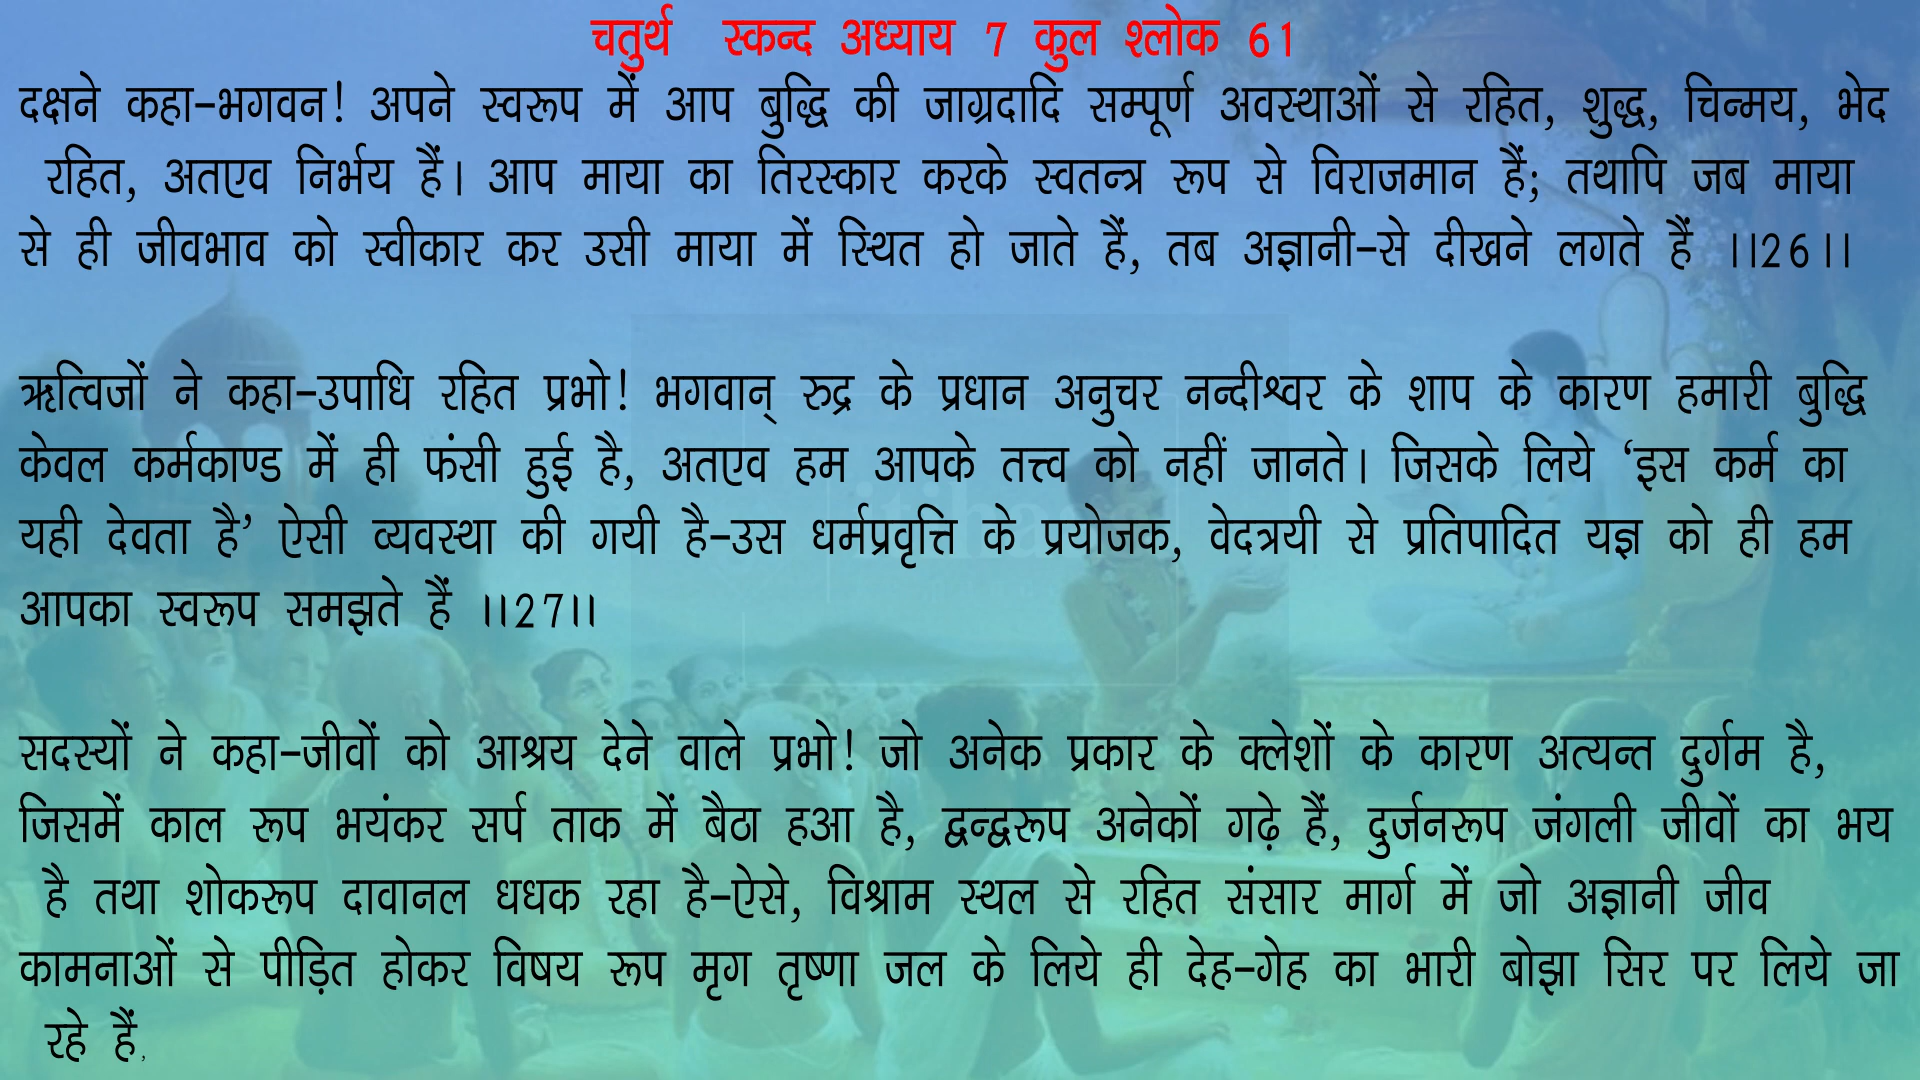 चतुर्थ स्कन्द अध्याय 7 कुल श्लोक 61
दक्षने कहा-भगवन! अपने स्वरूप में आप बुद्धि की जाग्रदादि सम्पूर्ण अवस्थाओं से रहित, शुद्ध, चिन्मय, भेद
रहित, अतएव निर्भय हैं। आप माया का तिरस्कार करके स्वतन्त्र रूप से विराजमान हैं; तथापि जब माया
से ही जीवभाव को स्वीकार कर उसी माया में स्थित हो जाते हैं, तब अज्ञानी-से दीखने लगते हैं ।।26।।
ऋत्विजों ने कहा-उपाधि रहित प्रभो! भगवान् रुद्र के प्रधान अनुचर नन्दीश्वर के शाप के कारण हमारी बुद्धि
केवल कर्मकाण्ड में ही फंसी हुई है, अतएव हम आपके तत्त्व को नहीं जानते। जिसके लिये ‘इस कर्म का
यही देवता है’ ऐसी व्यवस्था की गयी है-उस धर्मप्रवृत्ति के प्रयोजक, वेदत्रयी से प्रतिपादित यज्ञ को ही हम
आपका स्वरूप समझते हैं ।।27।।
सदस्यों ने कहा-जीवों को आश्रय देने वाले प्रभो! जो अनेक प्रकार के क्लेशों के कारण अत्यन्त दुर्गम है,
जिसमें काल रूप भयंकर सर्प ताक में बैठा हआ है, द्वन्द्वरूप अनेकों गढ़े हैं, दुर्जनरूप जंगली जीवों का भय
है तथा शोकरूप दावानल धधक रहा है-ऐसे, विश्राम स्थल से रहित संसार मार्ग में जो अज्ञानी जीव
कामनाओं से पीड़ित होकर विषय रूप मृग तृष्णा जल के लिये ही देह-गेह का भारी बोझा सिर पर लिये जा
रहे हैं,